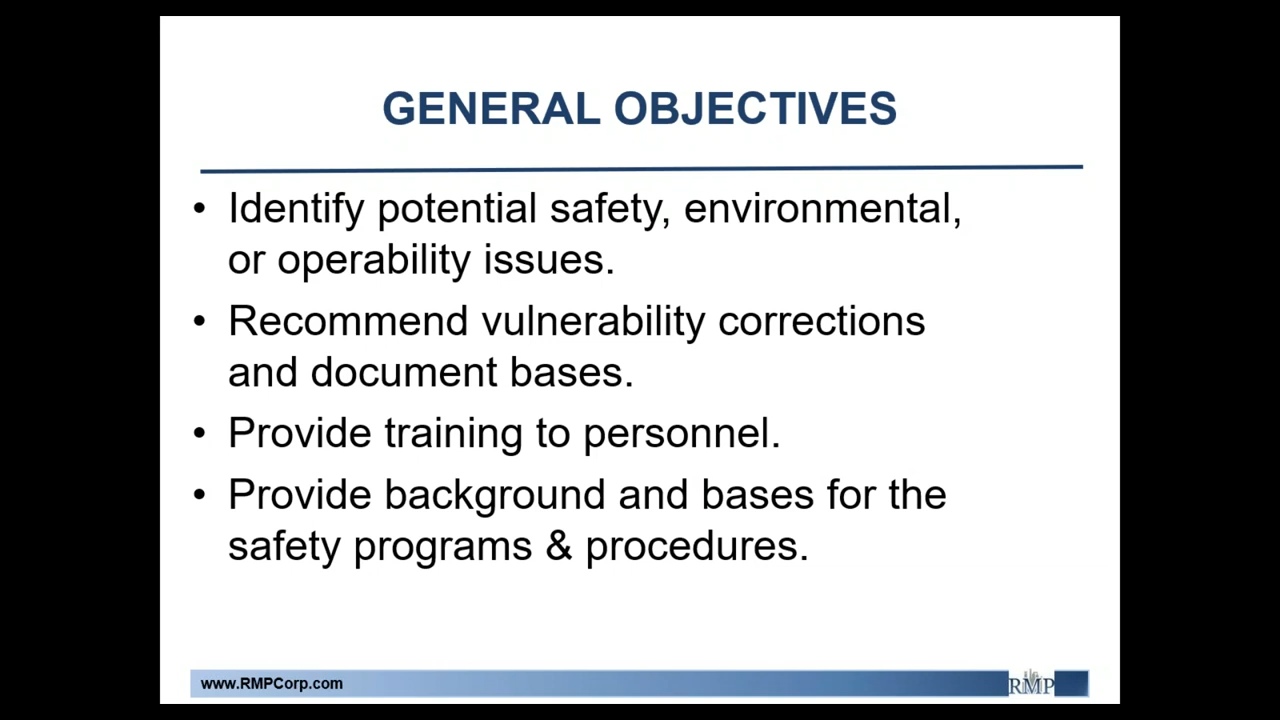 GENERAL OBJECTIVES
• Identify potential safety, environmental,
or operability issues.
• Recommend vulnerability corrections
and document bases.
• Provide training to personnel.
• Provide background and bases for the
safety programs & procedures.
www.RMPCorp.com
RMP